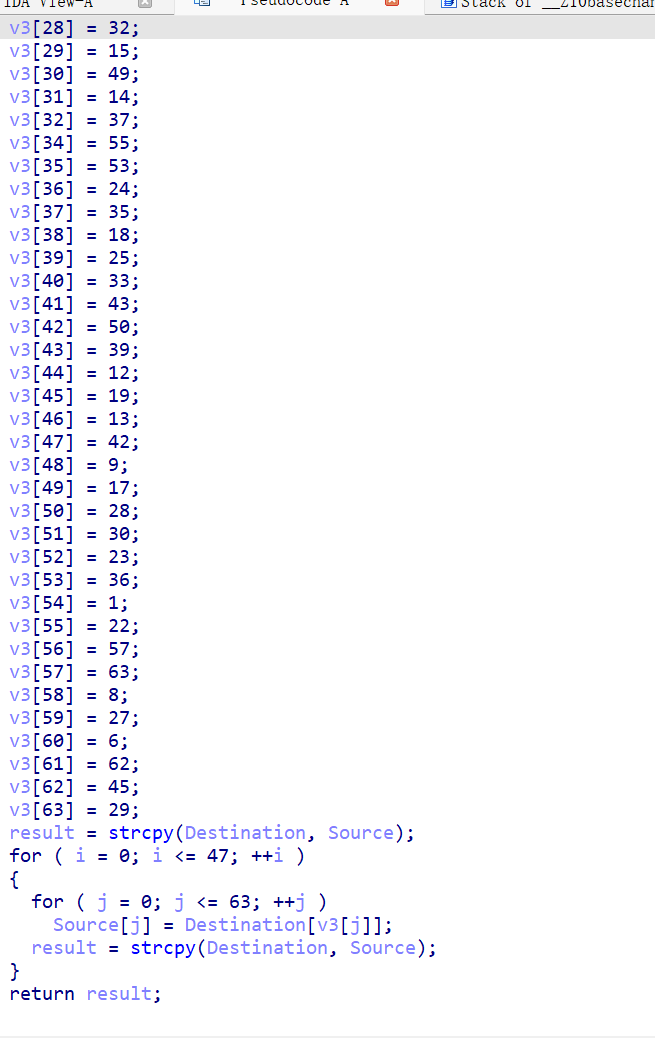 IDA View-A Pseudocode-A Stack of __Z10basechan
v3[28] = 32;
v3[29] = 15;
v3[30] = 49;
v3[31] = 14;
v3[32] = 37;
v3[34] = 55;
v3[35] = 53;
v3[36] = 24;
v3[37] = 35;
v3[38] = 18;
v3[39] = 25;
v3[40] = 33;
v3[41] = 43;
v3[42] = 50;
v3[43] = 39;
v3[44] = 12;
v3[45] = 19;
v3[46] = 13;
v3[47] = 42;
v3[48] = 9;
v3[49] = 17;
v3[50] = 28;
v3[51] = 30;
v3[52] = 23;
v3[53] = 36;
v3[54] = 1;
v3[55] = 22;
v3[56] = 57;
v3[57] = 63;
v3[58] = 8;
v3[59] = 27;
v3[60] = 6;
v3[61] = 62;
v3[62] = 45;
v3[63] = 29;
result = strcpy(Destination, Source);
for ( i = 0; i <= 47; ++i )
{
for ( j = 0; j <= 63; ++j )
Source[j] = Destination[v3[j]];
result = strcpy(Destination, Source);
}
return result;